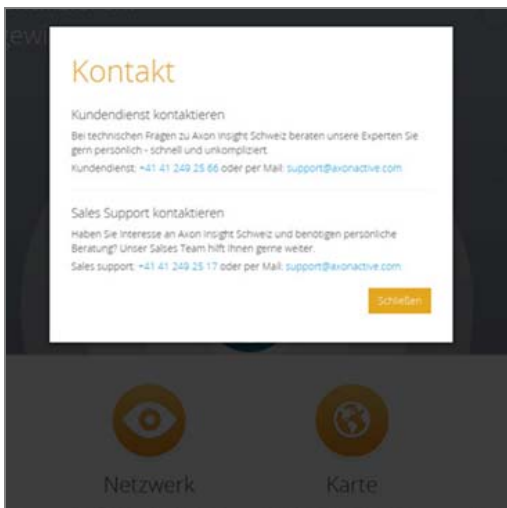 gewi
Kontakt
Kundendienst kontaktieren
Bei technischen Fragen zu Axon Insight Schweiz beraten unsere Experten Sie
gern persönlich - schnell und unkompliziert
Kundendienst: +41 41 249 25 66 oder per Mail: support@axonactive.com
Sales Support kontaktieren
Haben Sie Interesse an Axon Insight Schweiz und benötigen persönliche
Beratung? Unser Salses Team hilft Ihnen gerne weiter.
Sales support: +41 41 249 25 17 oder per Mail: support@axonactive.com
Schließen
Netzwerk
Karte